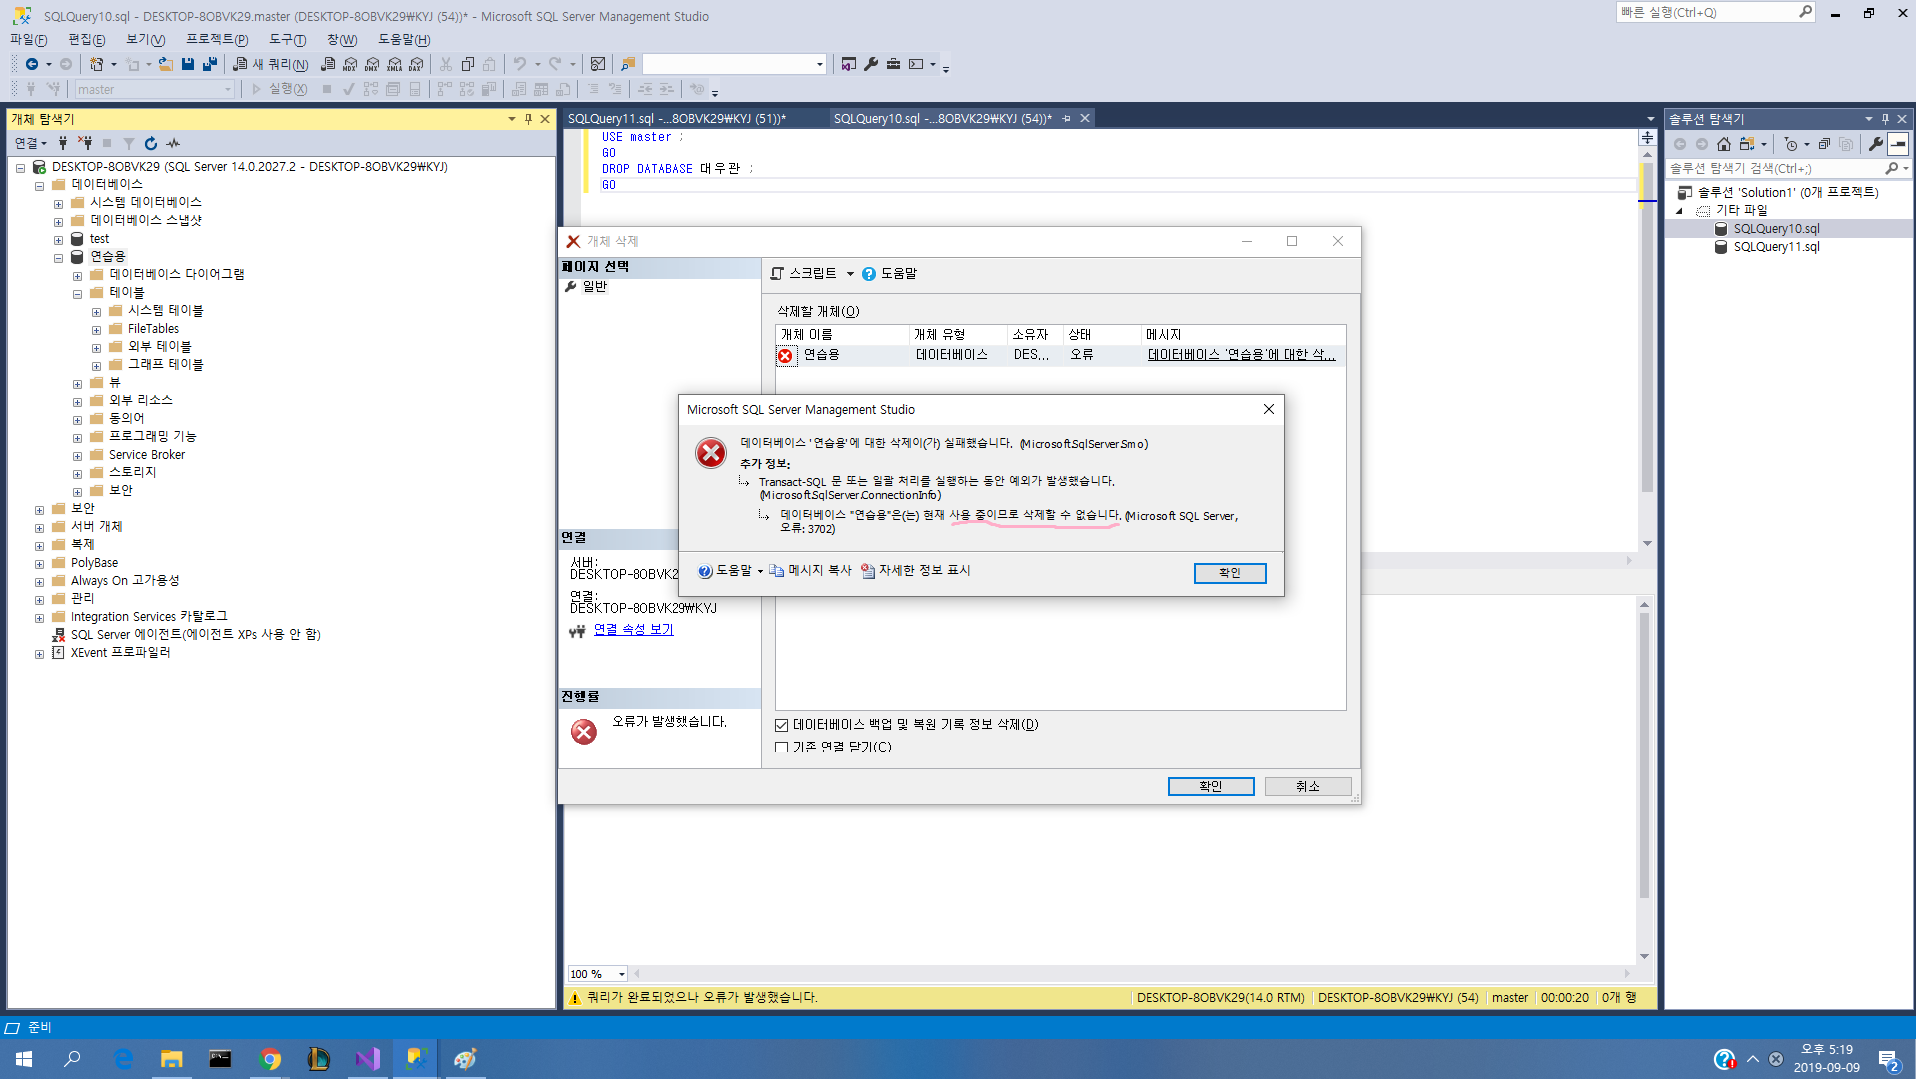 SQLQuery10.sql - DESKTOP-8OBVK29.master (DESKTOP-8OBVK29₩KYJ (54))* - Microsoft SQL Server Management Studio
빠른 실행(Ctrl+Q)
파일(F) 편집(E) 보기(V) 프로젝트(P) 도구(T) 창(W) 도움말(H)
새 쿼리(N)
MDX DMX XMLA DAX
master
실행(X)
개체 탐색기
연결
DESKTOP-8OBVK29 (SQL Server 14.0.2027.2 - DESKTOP-8OBVK29₩KYJ)
데이터베이스
시스템 데이터베이스
데이터베이스 스냅샷
test
연습용
데이터베이스 다이어그램
테이블
시스템 테이블
FileTables
외부 테이블
그래프 테이블
뷰
외부 리소스
동의어
프로그래밍 기능
Service Broker
스토리지
보안
보안
서버 개체
복제
PolyBase
Always On 고가용성
관리
Integration Services 카탈로그
SQL Server 에이전트(에이전트 XPs 사용 안 함)
XEvent 프로파일러
SQLQuery11.sql -...8OBVK29₩KYJ (51))*
SQLQuery10.sql -...8OBVK29₩KYJ (54))*
USE master ;
GO
DROP DATABASE 대우관 ;
GO
개체 삭제
페이지 선택
일반
스크립트
도움말
삭제할 개체(O)
개체 이름 개체 유형 소유자 상태 메시지
연습용 데이터베이스 DES... 오류 데이터베이스 '연습용'에 대한 삭...
Microsoft SQL Server Management Studio
데이터베이스 '연습용'에 대한 삭제이(가) 실패했습니다. (Microsoft.SqlServer.Smo)
추가 정보:
Transact-SQL 문 또는 일괄 처리를 실행하는 동안 예외가 발생했습니다.
(Microsoft.SqlServer.ConnectionInfo)
데이터베이스 "연습용"은(는) 현재 사용 중이므로 삭제할 수 없습니다. (Microsoft SQL Server,
오류: 3702)
도움말
메시지 복사
자세한 정보 표시
확인
연결
서버:
DESKTOP-8OBVK2
연결:
DESKTOP-8OBVK29₩KYJ
연결 속성 보기
진행률
오류가 발생했습니다.
데이터베이스 백업 및 복원 기록 정보 삭제(D)
기존 연결 닫기(C)
확인
취소
100 %
쿼리가 완료되었으나 오류가 발생했습니다.
DESKTOP-8OBVK29(14.0 RTM) DESKTOP-8OBVK29₩KYJ (54) master 00:00:20 0개 행
솔루션 탐색기
솔루션 탐색기 검색(Ctrl+;)
솔루션 'Solution1' (0개 프로젝트)
기타 파일
SQLQuery10.sql
SQLQuery11.sql
준비
오후 5:19
2019-09-09
2